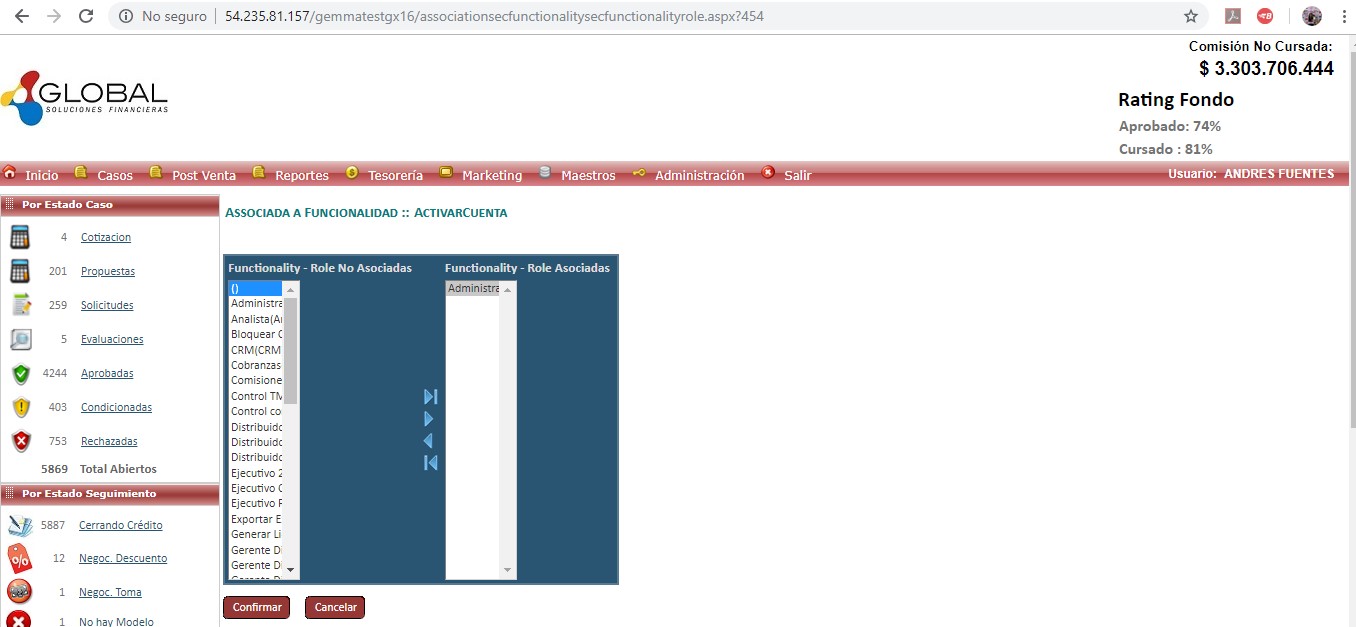 No seguro
54.235.81.157/gemmatestgx16/associationsecfunctionalitysecfunctionalityrole.aspx?454
Comisión No Cursada:
$ 3.303.706.444
GLOBAL
SOLUCIONES FINANCIERAS
Rating Fondo
Aprobado: 74%
Cursado : 81%
Inicio Casos Post Venta Reportes Tesorería Marketing Maestros Administración Salir Usuario: ANDRES FUENTES
Por Estado Caso
4 Cotizacion
201 Propuestas
259 Solicitudes
5 Evaluaciones
4244 Aprobadas
403 Condicionadas
753 Rechazadas
5869 Total Abiertos
Por Estado Seguimiento
5887 Cerrando Crédito
12 Negoc. Descuento
1 Negoc. Toma
1 No hay Modelo
Associada a Funcionalidad :: ActivarCuenta
Functionality - Role No Asociadas
()
Administra
Analista(A
Bloquear C
CRM(CRM
Cobranzas
Comisione
Control TM
Control co
Distribuido
Distribuido
Distribuido
Ejecutivo 2
Ejecutivo C
Ejecutivo F
Exportar E
Generar Li
Gerente D
Gerente D
Gerente D
Functionality - Role Asociadas
Administra
Confirmar Cancelar